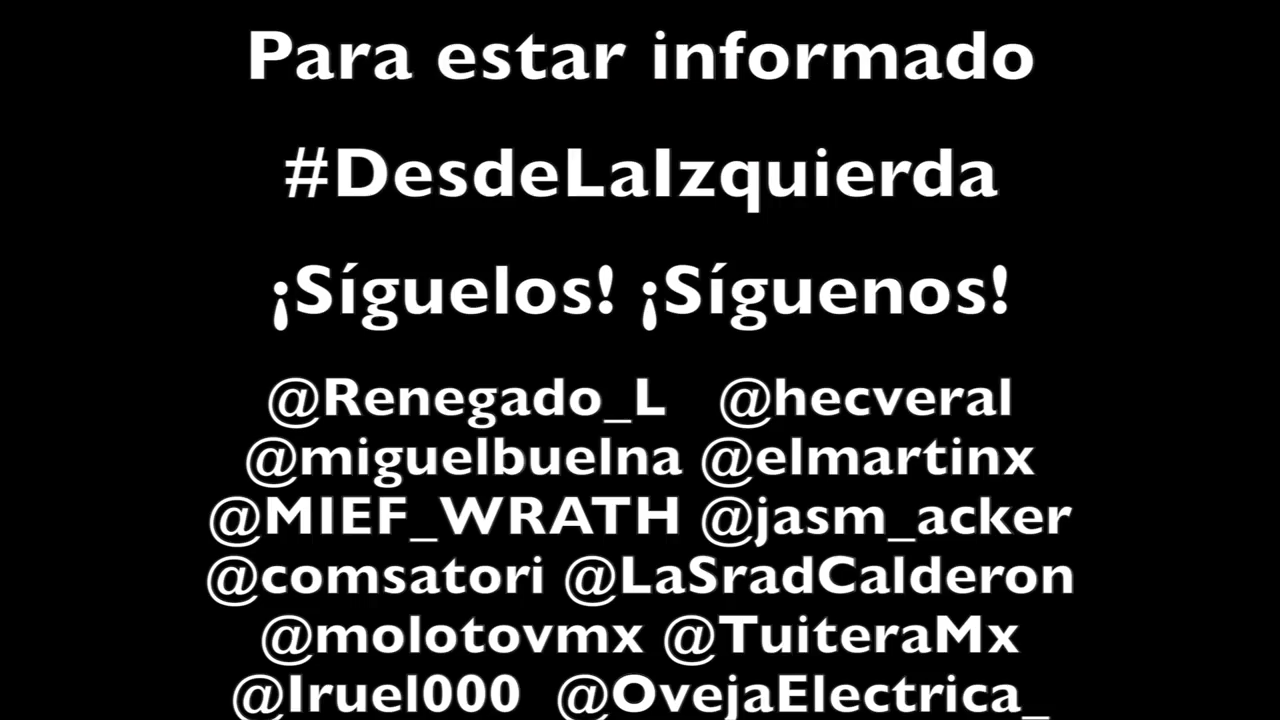 Para estar informado
#DesdeLaIzquierda
¡Síguelos! ¡Síguenos!
@Renegado_L @hecveral
@miguelbuelna @elmartinx
@MIEF_WRATH @jasm_acker
@comsatori @LaSradCalderon
@molotovmx @TuiteraMx
@Iruel000 @OvejaElectrica_